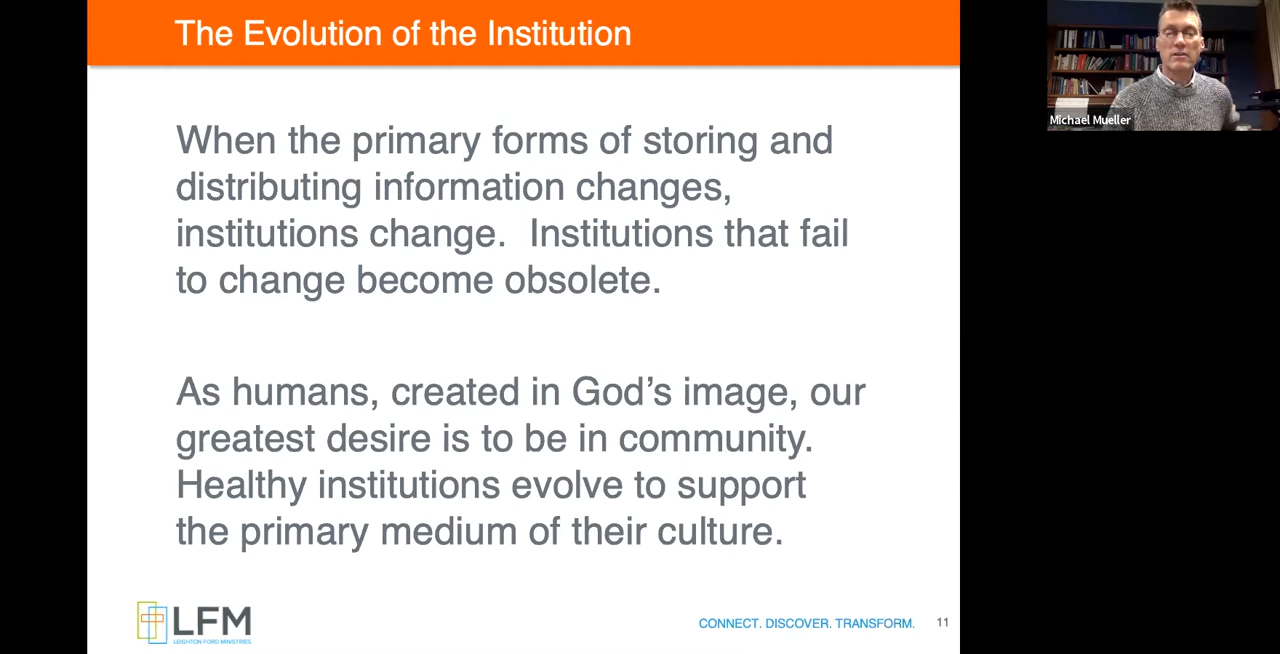 The Evolution of the Institution
When the primary forms of storing and
distributing information changes,
institutions change.  Institutions that fail
to change become obsolete.
As humans, created in God’s image, our
greatest desire is to be in community.
Healthy institutions evolve to support
the primary medium of their culture.
LFM
LEIGHTON FORD MINISTRIES
CONNECT. DISCOVER. TRANSFORM.
11
Michael Mueller